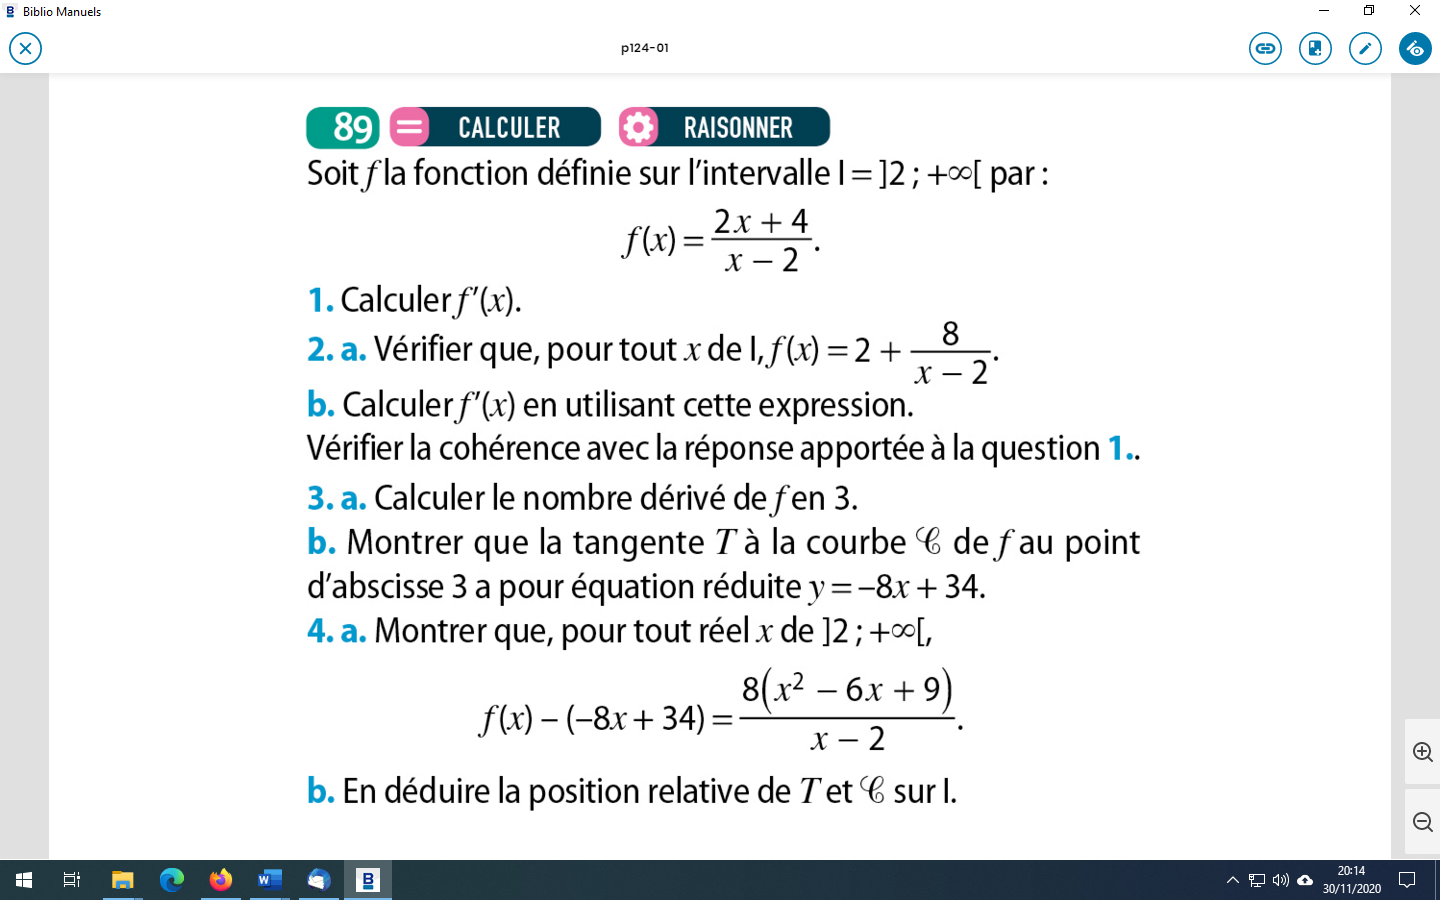 Biblio Manuels
p124-01
89 = CALCULER RAISONNER
Soit f la fonction définie sur l’intervalle I = ]2 ; +∞[ par :
f(x) = (2x + 4)/(x − 2).
1. Calculer f′(x).
2. a. Vérifier que, pour tout x de I, f(x) = 2 + 8/(x − 2).
b. Calculer f′(x) en utilisant cette expression.
Vérifier la cohérence avec la réponse apportée à la question 1..
3. a. Calculer le nombre dérivé de f en 3.
b. Montrer que la tangente T à la courbe 𝒞 de f au point
d’abscisse 3 a pour équation réduite y = –8x + 34.
4. a. Montrer que, pour tout réel x de ]2 ; +∞[,
f(x) – (–8x + 34) = 8(x² − 6x + 9)/(x − 2).
b. En déduire la position relative de T et 𝒞 sur I.
20:14
30/11/2020